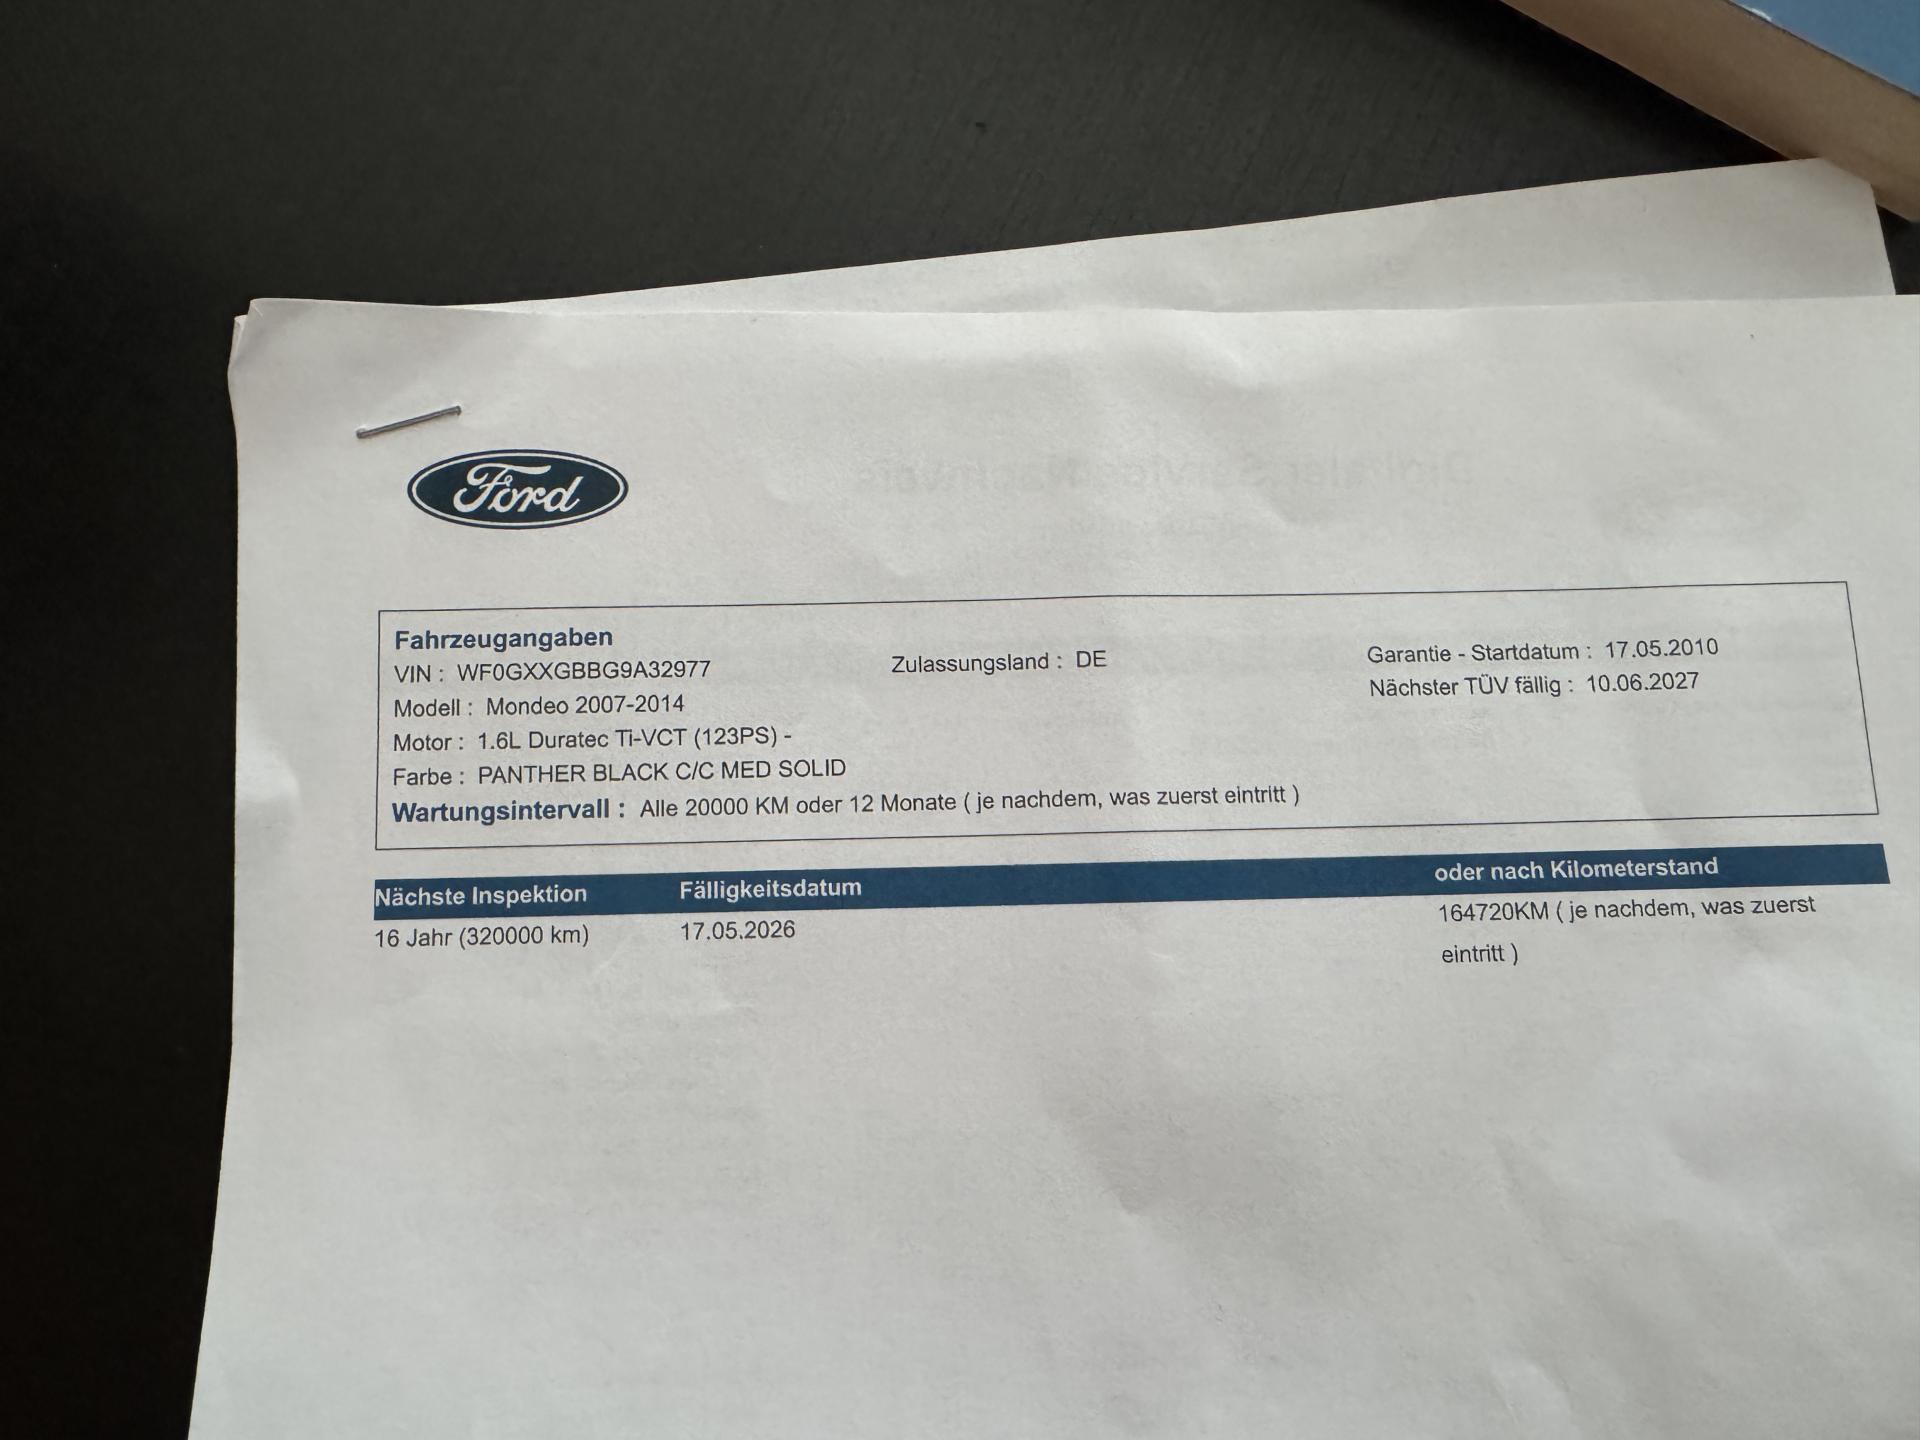 Ford
Fahrzeugangaben
VIN : WF0GXXGBBG9A32977
Zulassungsland : DE
Garantie - Startdatum : 17.05.2010
Modell : Mondeo 2007-2014
Nächster TÜV fällig : 10.06.2027
Motor : 1.6L Duratec Ti-VCT (123PS) -
Farbe : PANTHER BLACK C/C MED SOLID
Wartungsintervall : Alle 20000 KM oder 12 Monate ( je nachdem, was zuerst eintritt )
Nächste Inspektion Fälligkeitsdatum oder nach Kilometerstand
16 Jahr (320000 km) 17.05.2026 164720KM ( je nachdem, was zuerst
eintritt )